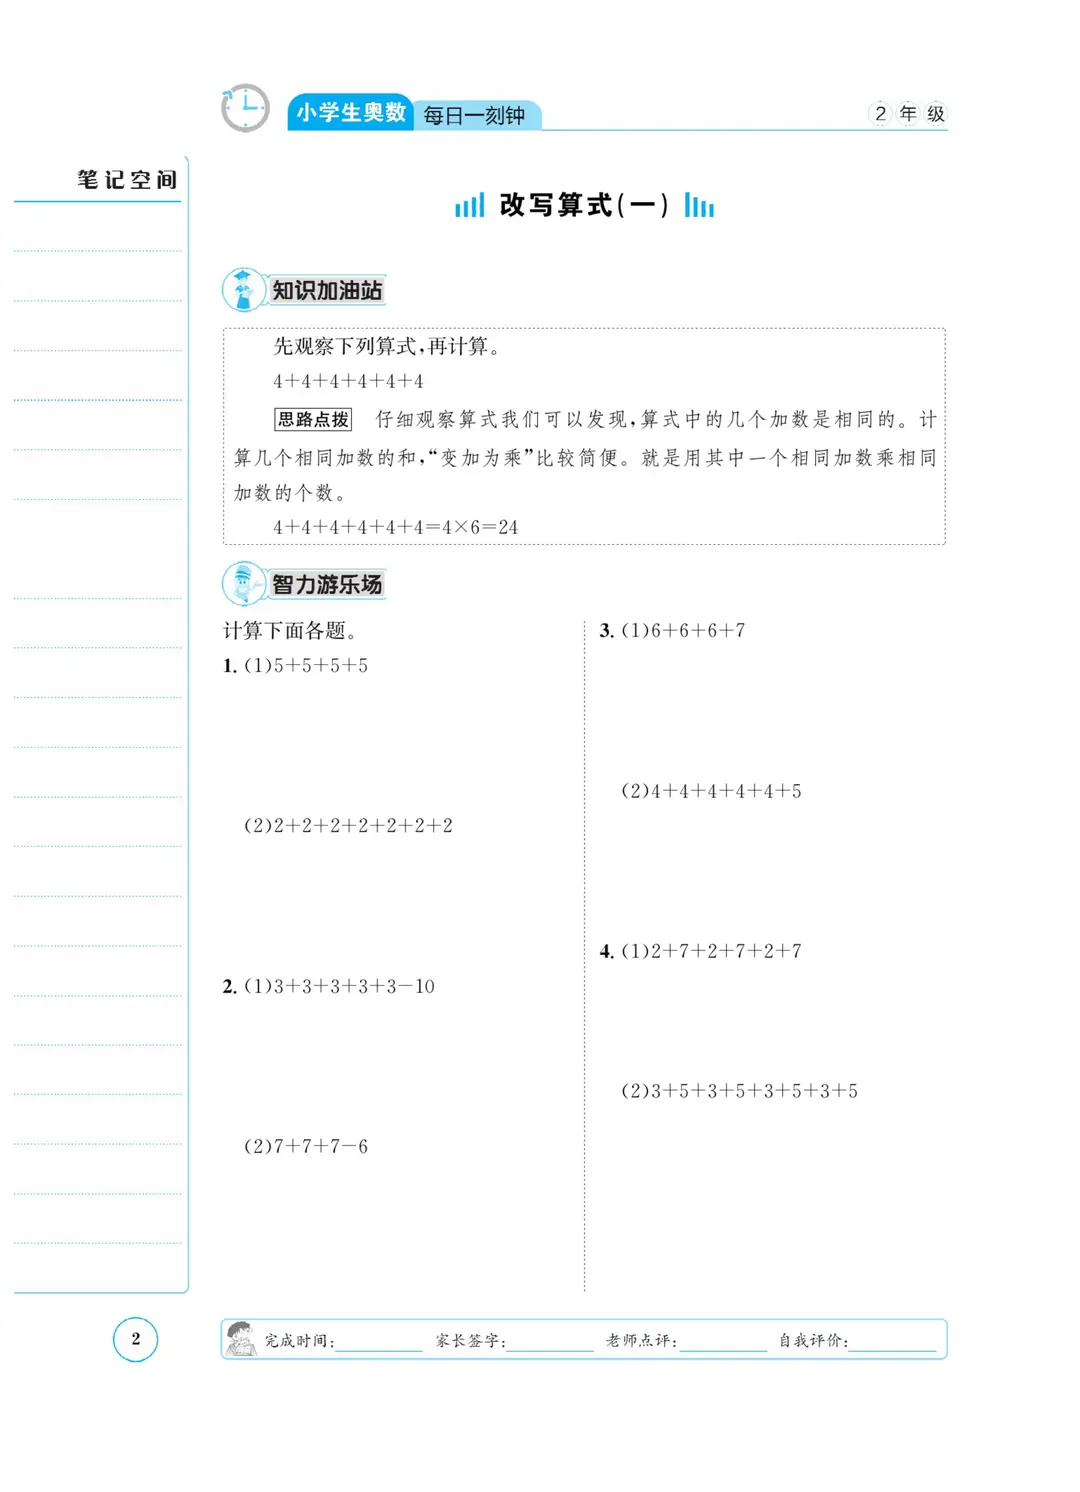 小学生奥数 每日一刻钟
2年级
笔记空间
改写算式(一)
知识加油站
先观察下列算式,再计算。
4+4+4+4+4+4
思路点拨 仔细观察算式我们可以发现,算式中的几个加数是相同的。计
算几个相同加数的和,“变加为乘”比较简便。就是用其中一个相同加数乘相同
加数的个数。
4+4+4+4+4+4=4×6=24
智力游乐场
计算下面各题。
1. (1)5+5+5+5
(2)2+2+2+2+2+2+2
2. (1)3+3+3+3+3-10
(2)7+7+7-6
3. (1)6+6+6+7
(2)4+4+4+4+4+5
4. (1)2+7+2+7+2+7
(2)3+5+3+5+3+5+3+5
2
完成时间: 家长签字: 老师点评: 自我评价: